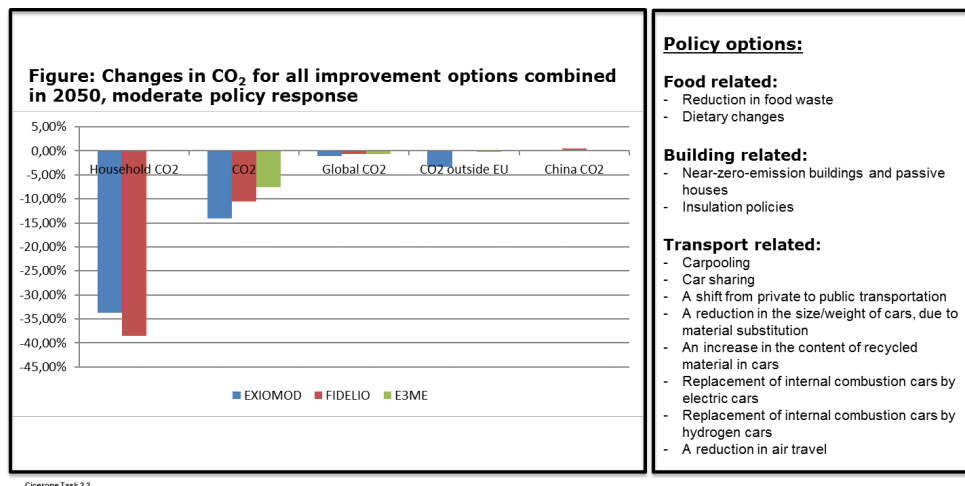 Figure: Changes in CO2 for all improvement options combined
in 2050, moderate policy response
5,00%
0,00%
-5,00%
-10,00%
-15,00%
-20,00%
-25,00%
-30,00%
-35,00%
-40,00%
-45,00%
Household CO2 CO2 Global CO2 CO2 outside EU China CO2
EXIOMOD FIDELIO E3ME
Policy options:
Food related:
- Reduction in food waste
- Dietary changes
Building related:
- Near-zero-emission buildings and passive
houses
- Insulation policies
Transport related:
- Carpooling
- Car sharing
- A shift from private to public transportation
- A reduction in the size/weight of cars, due to
material substitution
- An increase in the content of recycled
material in cars
- Replacement of internal combustion cars by
electric cars
- Replacement of internal combustion cars by
hydrogen cars
- A reduction in air travel
Cicerone Task 2.2